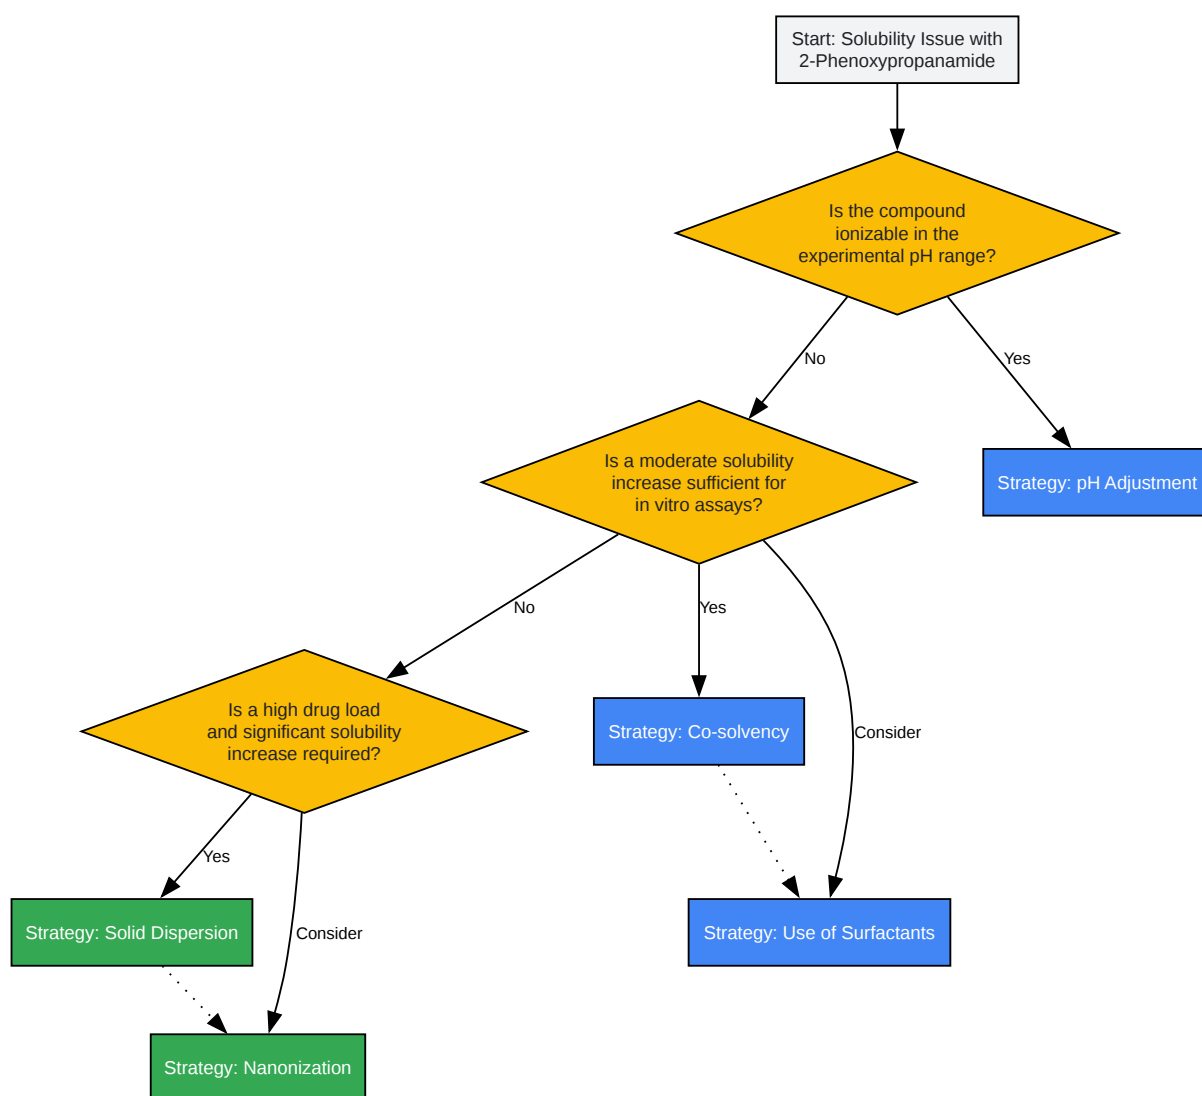 Start: Solubility Issue with
2-Phenoxypropanamide
Is the compound
ionizable in the
experimental pH range?
No
Yes
Is a moderate solubility
increase sufficient for
in vitro assays?
Strategy: pH Adjustment
No
Yes
Is a high drug load
and significant solubility
increase required?
Strategy: Co-solvency
Consider
Yes
Strategy: Solid Dispersion
Consider
Strategy: Use of Surfactants
Strategy: Nanonization